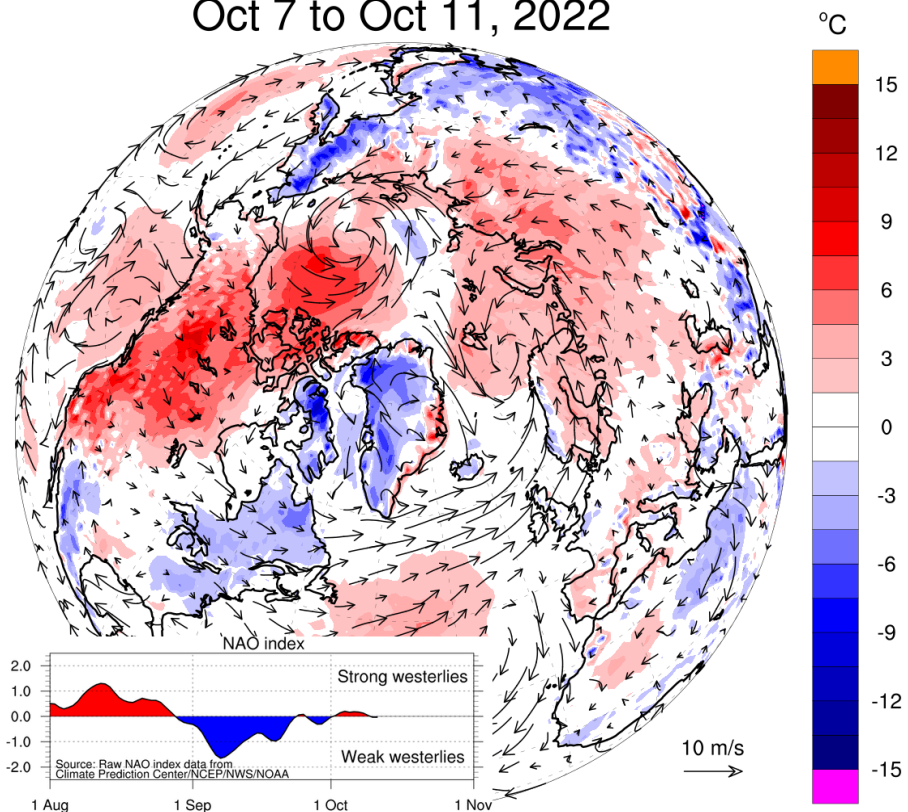 Oct 7 to Oct 11, 2022
°C
15
12
9
6
3
0
-3
-6
-9
-12
-15
NAO index
2.0
1.0
0.0
-1.0
-2.0
Strong westerlies
Weak westerlies
Source: Raw NAO index data from
Climate Prediction Center/NCEP/NWS/NOAA
1 Aug 1 Sep 1 Oct 1 Nov
10 m/s